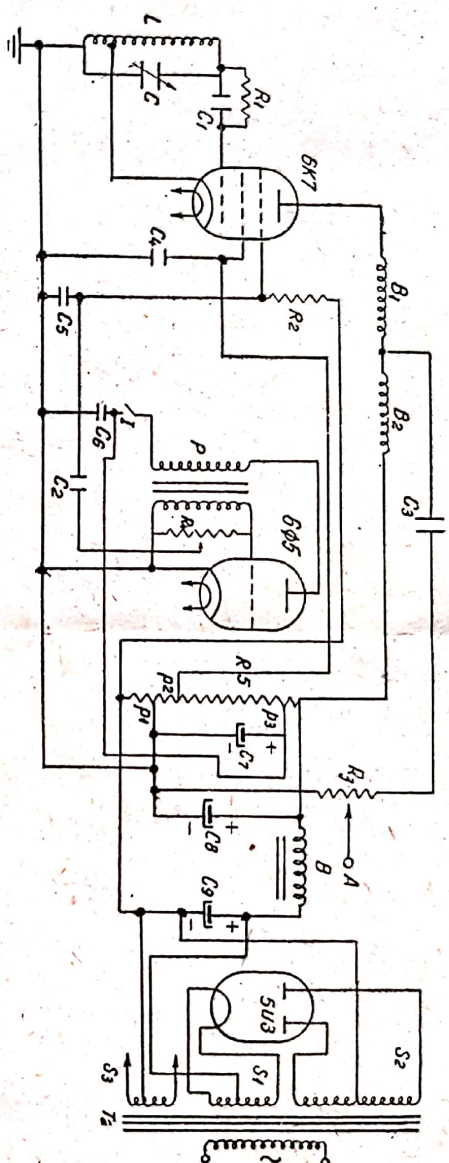 B1
B2
C3
6K7
R1
C1
C
L
R2
C4
C5
6Ф5
P
R4
I
C6
C2
R3
A
R5
p3
p2
p1
+
C7
-
+
C8
-
B
+
C9
-
5U3
S2
S1
S3
~